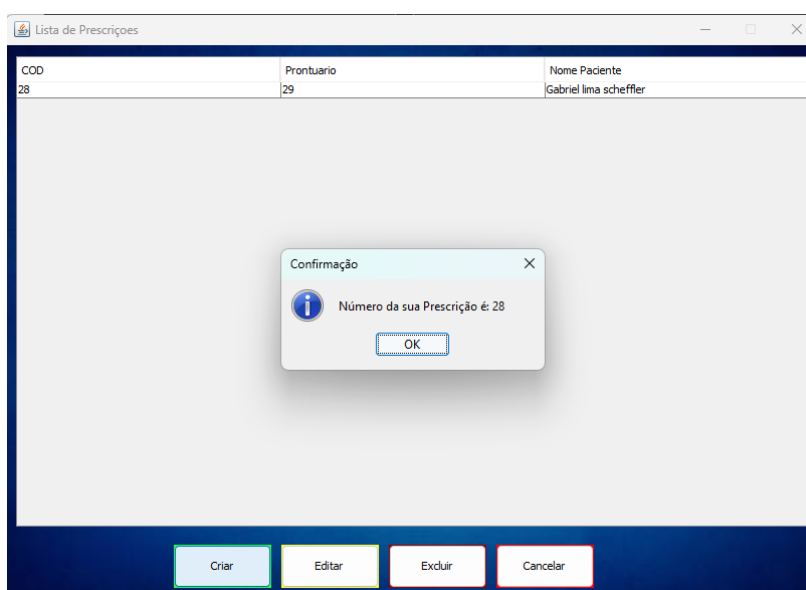 Lista de Prescriçoes
COD Prontuario Nome Paciente
28 29 Gabriel lima scheffler
Confirmação
Número da sua Prescrição é: 28
OK
Criar Editar Excluir Cancelar